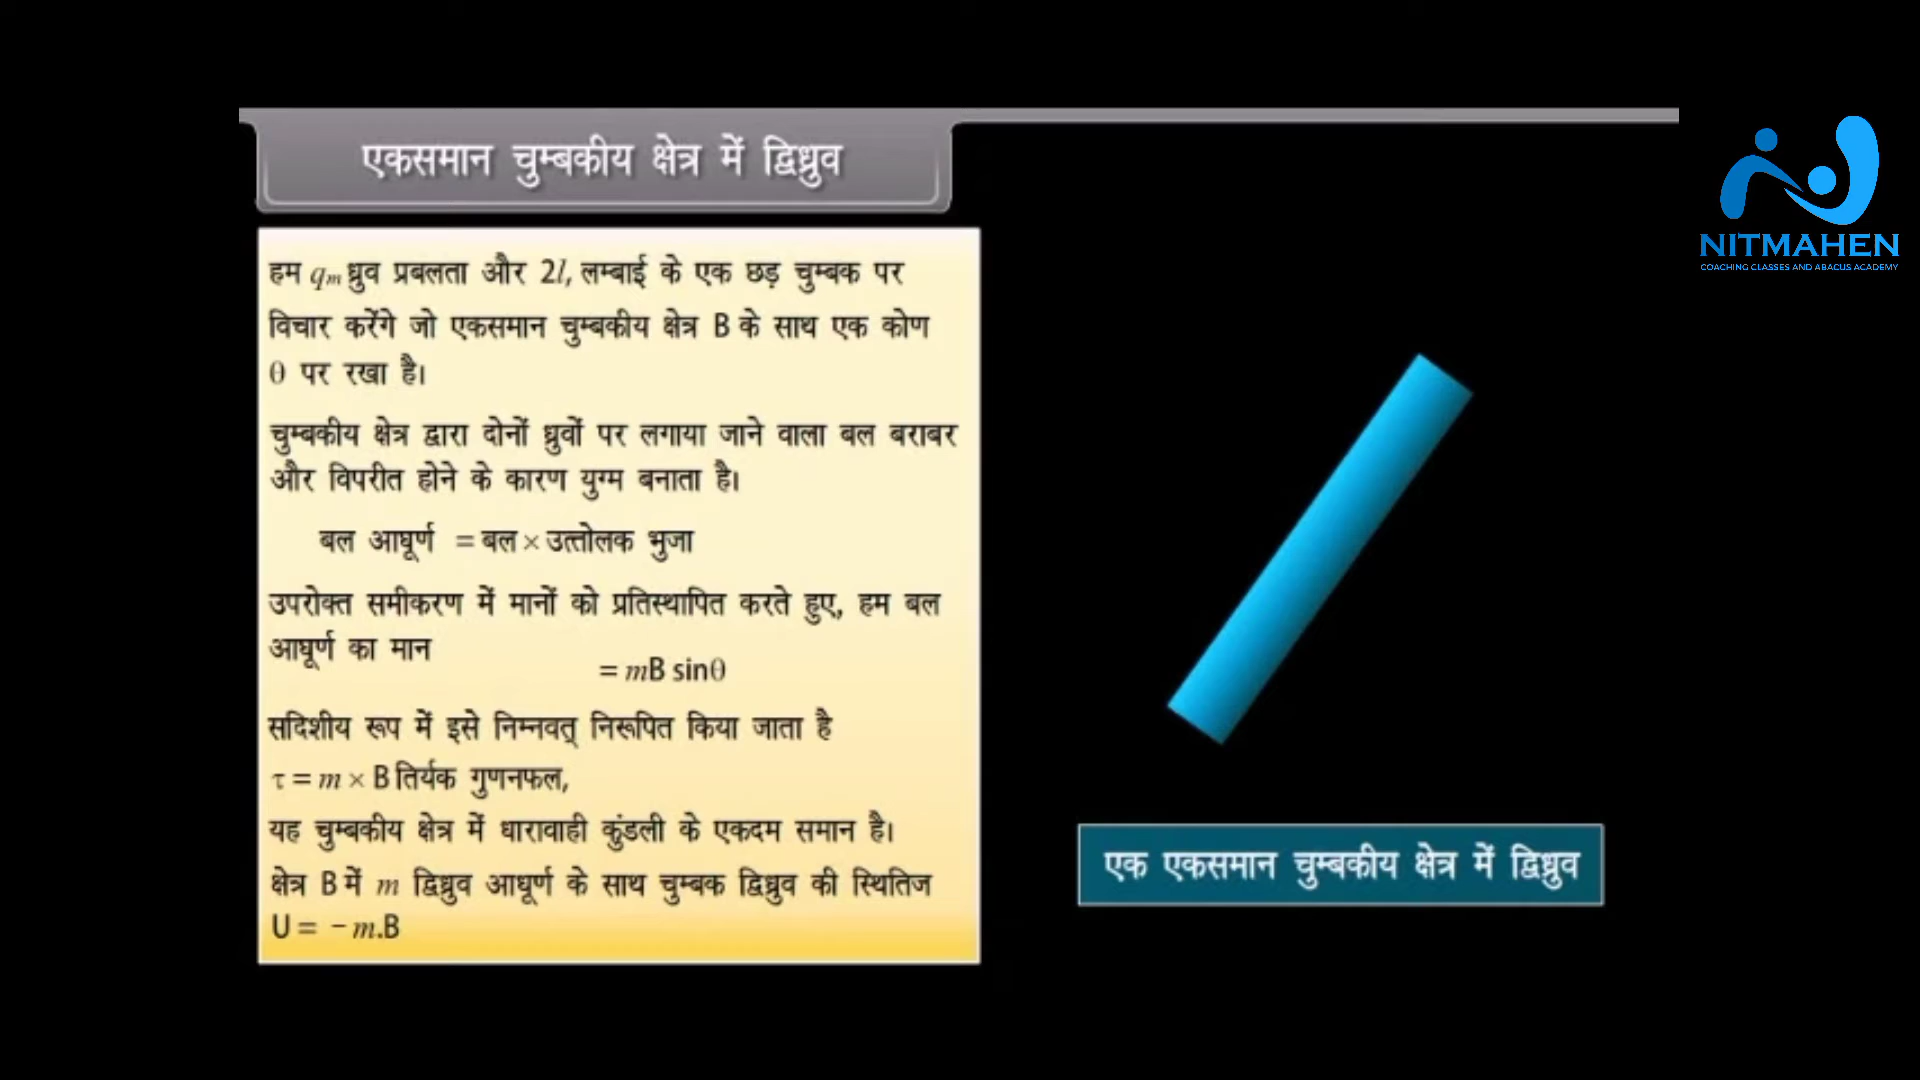 एकसमान चुम्बकीय क्षेत्र में द्विध्रुव
NITMAHEN
COACHING CLASSES AND ABACUS ACADEMY
हम qm ध्रुव प्रबलता और 2l, लम्बाई के एक छड़ चुम्बक पर
विचार करेंगे जो एकसमान चुम्बकीय क्षेत्र B के साथ एक कोण
θ पर रखा है।
चुम्बकीय क्षेत्र द्वारा दोनों ध्रुवों पर लगाया जाने वाला बल बराबर
और विपरीत होने के कारण युग्म बनाता है।
बल आघूर्ण = बल × उत्तोलक भुजा
उपरोक्त समीकरण में मानों को प्रतिस्थापित करते हुए, हम बल
आघूर्ण का मान
= mB sinθ
सदिशीय रूप में इसे निम्नवत् निरूपित किया जाता है
τ = m × B तिर्यक गुणनफल,
यह चुम्बकीय क्षेत्र में धारावाही कुंडली के एकदम समान है।
क्षेत्र B में m द्विध्रुव आधूर्ण के साथ चुम्बक द्विध्रुव की स्थितिज
U = − m.B
एक एकसमान चुम्बकीय क्षेत्र में द्विध्रुव